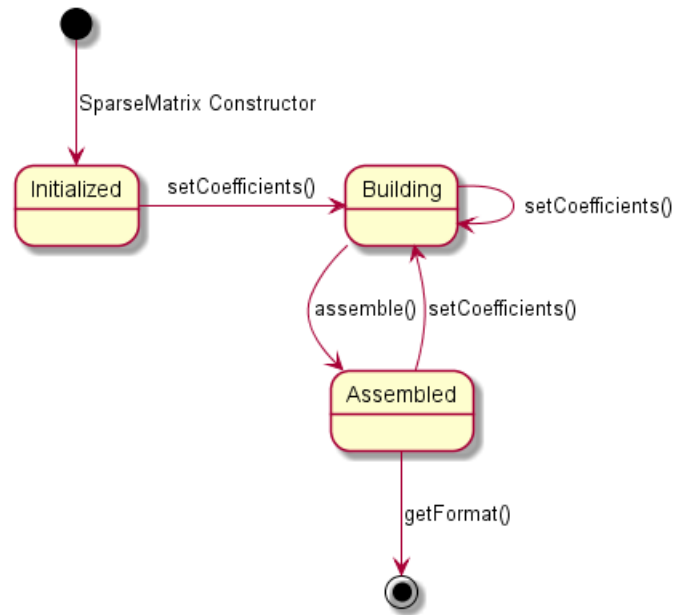 SparseMatrix Constructor
Initialized
setCoefficients()
Building
setCoefficients()
assemble()
setCoefficients()
Assembled
getFormat()